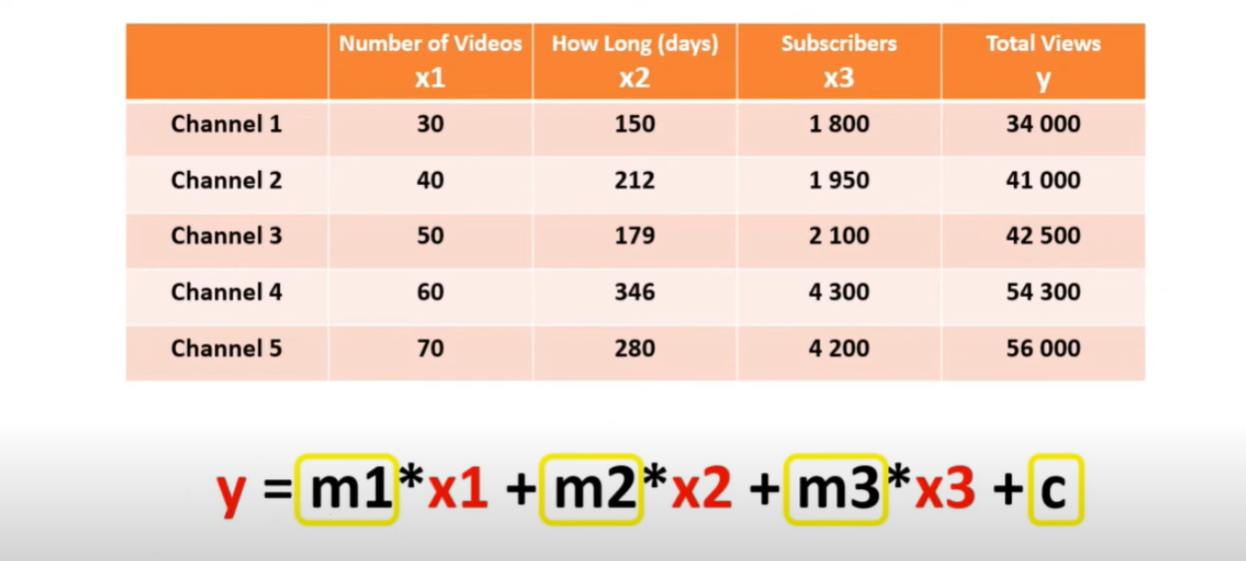 Number of Videos How Long (days) Subscribers Total Views
x1 x2 x3 y
Channel 1 30 150 1 800 34 000
Channel 2 40 212 1 950 41 000
Channel 3 50 179 2 100 42 500
Channel 4 60 346 4 300 54 300
Channel 5 70 280 4 200 56 000
y = m1*x1 + m2*x2 + m3*x3 + c